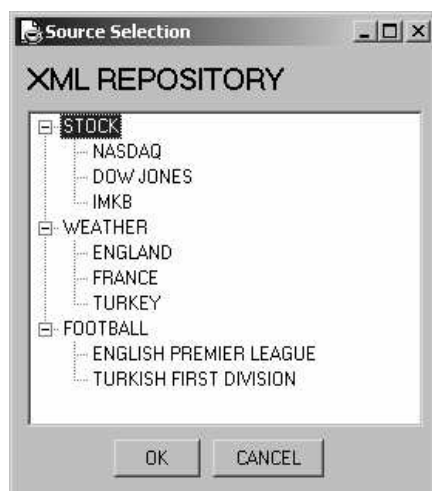 Source Selection
XML REPOSITORY
STOCK
NASDAQ
DOW JONES
IMKB
WEATHER
ENGLAND
FRANCE
TURKEY
FOOTBALL
ENGLISH PREMIER LEAGUE
TURKISH FIRST DIVISION
OK CANCEL